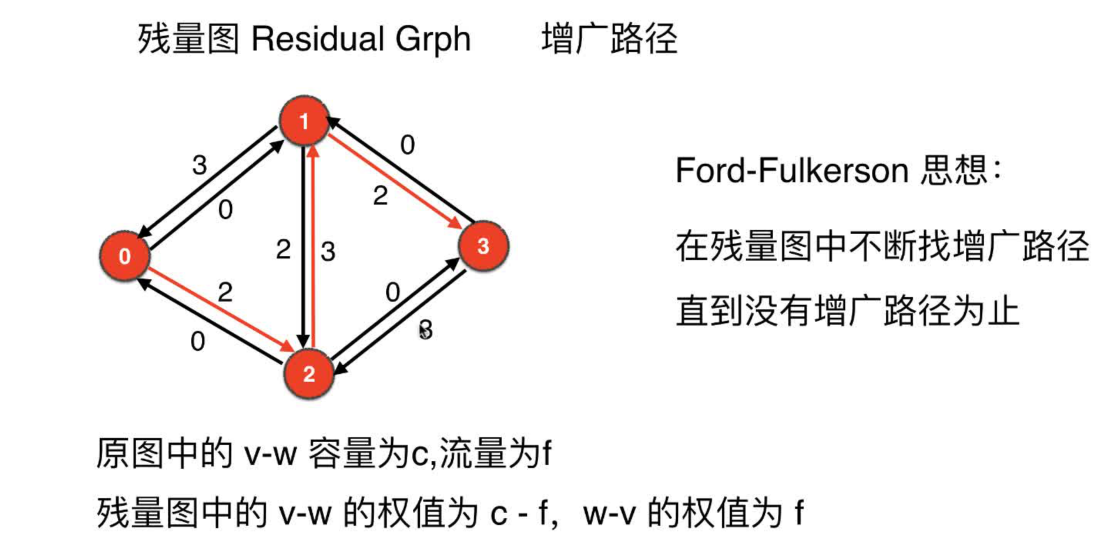 残量图 Residual Grph 增广路径
1
3
0
0
2
2
3
0
3
2
0
0
2
Ford-Fulkerson 思想：
在残量图中不断找增广路径
直到没有增广路径为止
原图中的 v-w 容量为c,流量为f
残量图中的 v-w 的权值为 c - f，w-v 的权值为 f